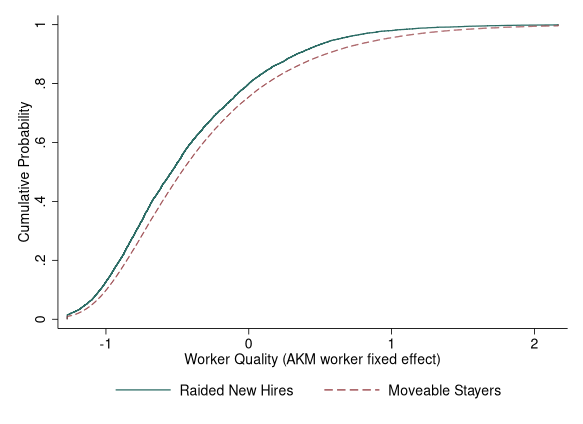 Cumulative Probability
1
.8
.6
.4
.2
0
-1 0 1 2
Worker Quality (AKM worker fixed effect)
Raided New Hires Moveable Stayers